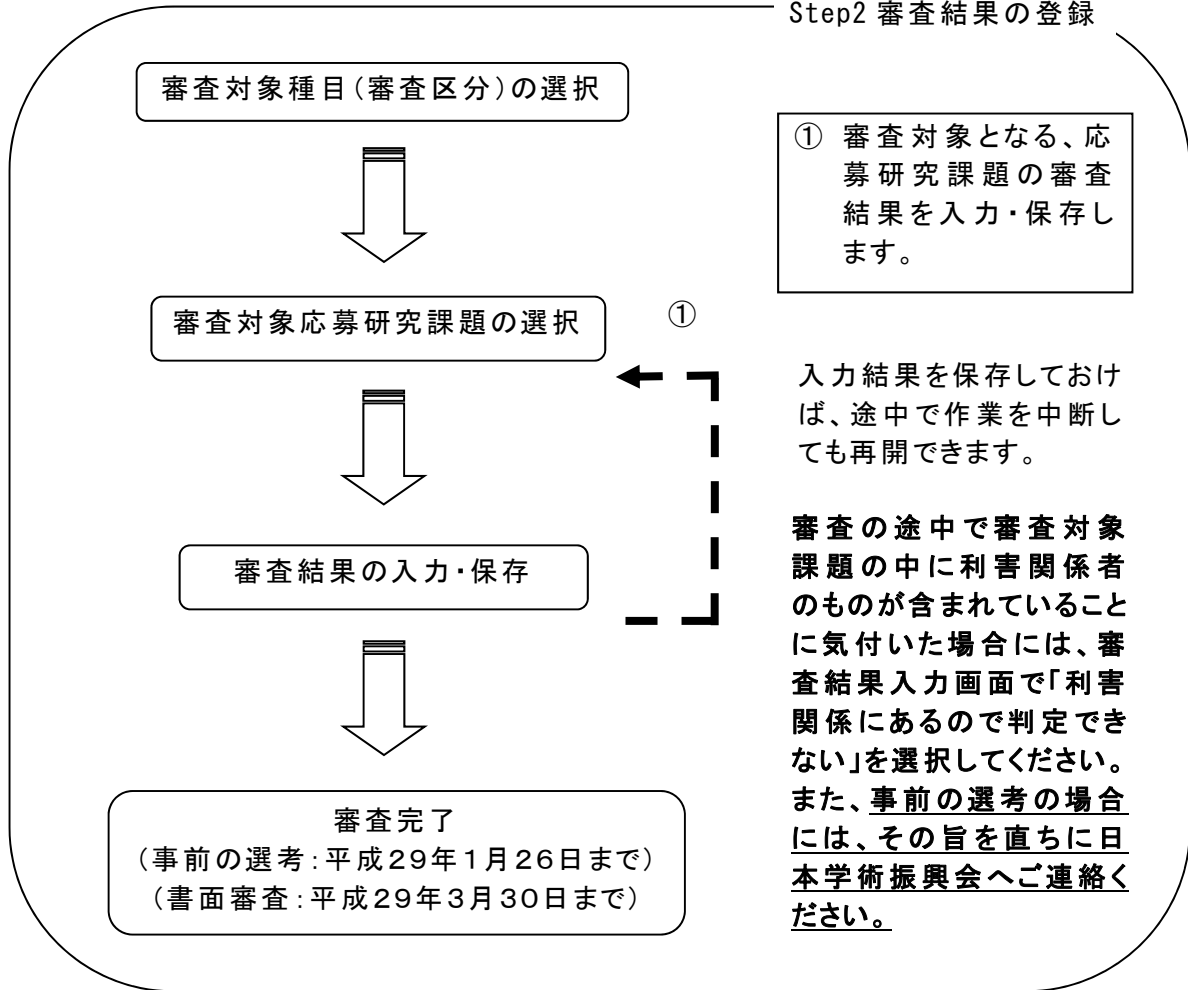 Step2 審査結果の登録
審査対象種目(審査区分)の選択
① 審査対象となる、応
募研究課題の審査
結果を入力・保存し
ます。
審査対象応募研究課題の選択
①
入力結果を保存しておけ
ば、途中で作業を中断し
ても再開できます。
審査結果の入力・保存
審査の途中で審査対象
課題の中に利害関係者
のものが含まれていること
に気付いた場合には、審
査結果入力画面で「利害
関係にあるので判定でき
ない」を選択してください。
また、事前の選考の場合
には、その旨を直ちに日
本学術振興会へご連絡く
ださい。
審査完了
(事前の選考:平成29年1月26日まで)
(書面審査:平成29年3月30日まで)